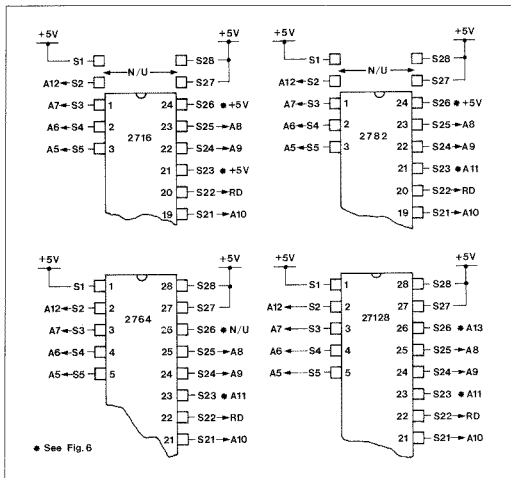 +5V +5V
S1 S28
N/U
A12 S2 S27
A7 S3 1 24 S26 * +5V
A6 S4 2 23 S25 A8
A5 S5 3 22 S24 A9
2716
21 S23 * +5V
20 S22 RD
19 S21 A10
+5V +5V
S1 S28
N/U
A12 S2 S27
A7 S3 1 24 S26 * +5V
A6 S4 2 23 S25 A8
A5 S5 3 22 S24 A9
2782
21 S23 * A11
20 S22 RD
19 S21 A10
+5V +5V
S1 1 28 S28
A12 S2 2 27 S27
A7 S3 3 26 S26 * N/U
2764
A6 S4 4 25 S25 A8
A5 S5 5 24 S24 A9
23 S23 * A11
22 S22 RD
21 S21 A10
* See Fig. 6
+5V +5V
S1 1 28 S28
A12 S2 2 27 S27
A7 S3 3 26 S26 * A13
27128
A6 S4 4 25 S25 A8
A5 S5 5 24 S24 A9
23 S23 * A11
22 S22 RD
21 S21 A10